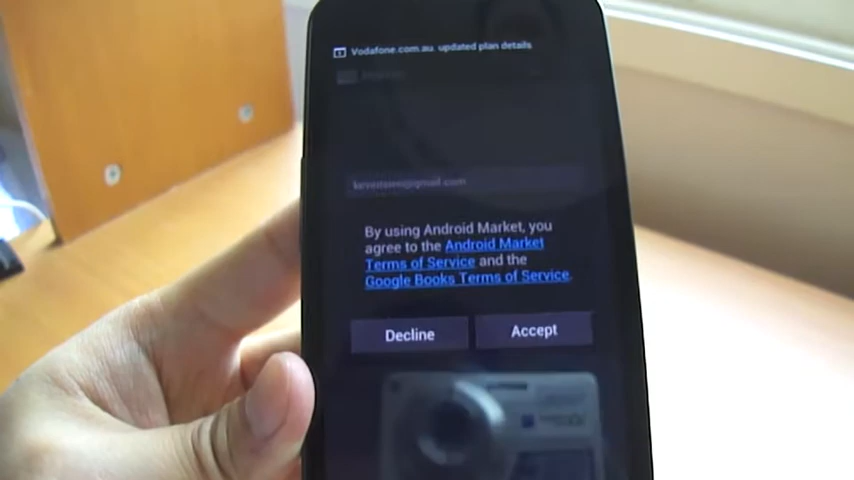 Vodafone.com.au. updated plan details
By using Android Market, you
agree to the Android Market
Terms of Service and the
Google Books Terms of Service.
Decline
Accept